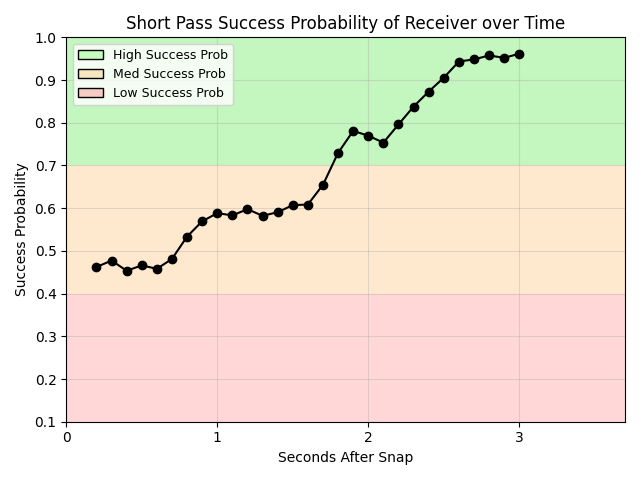 Short Pass Success Probability of Receiver over Time
1.0
0.9
0.8
0.7
0.6
0.5
0.4
0.3
0.2
0.1
Success Probability
High Success Prob
Med Success Prob
Low Success Prob
0 1 2 3
Seconds After Snap